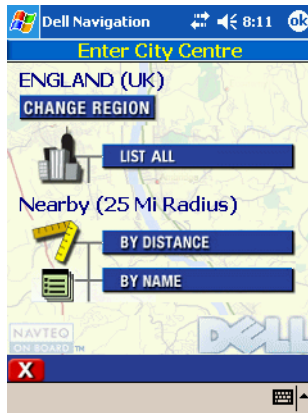 Dell Navigation 8:11 ok
Enter City Centre
ENGLAND (UK)
CHANGE REGION
LIST ALL
Nearby (25 Mi Radius)
BY DISTANCE
BY NAME
NAVTEQ
ON BOARD TM
DELL
X